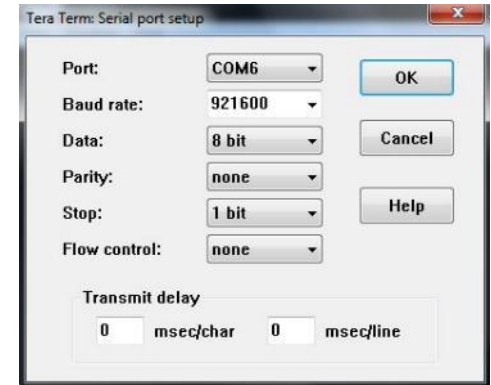 Tera Term: Serial port setup
Port: COM6
OK
Baud rate: 921600
Data: 8 bit
Cancel
Parity: none
Stop: 1 bit
Help
Flow control: none
Transmit delay
0 msec/char 0 msec/line